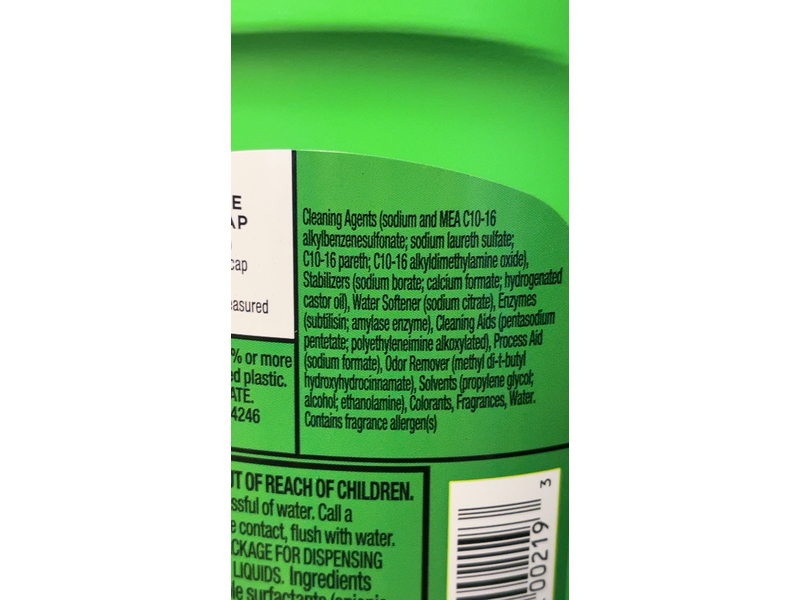 E
AP
cap
easured
% or more
ed plastic.
ATE.
4246
Cleaning Agents (sodium and MEA C10-16
alkylbenzenesulfonate; sodium laureth sulfate;
C10-16 pareth; C10-16 alkyldimethylamine oxide),
Stabilizers (sodium borate; calcium formate; hydrogenated
castor oil), Water Softener (sodium citrate), Enzymes
(subtilisin; amylase enzyme), Cleaning Aids (pentasodium
pentetate; polyethyleneimine alkoxylated), Process Aid
(sodium formate), Odor Remover (methyl di-t-butyl
hydroxyhydrocinnamate), Solvents (propylene glycol;
alcohol; ethanolamine), Colorants, Fragrances, Water.
Contains fragrance allergen(s)
UT OF REACH OF CHILDREN.
ssful of water. Call a
e contact, flush with water.
CKAGE FOR DISPENSING
LIQUIDS. Ingredients
le surfactants (anionic
00219
3